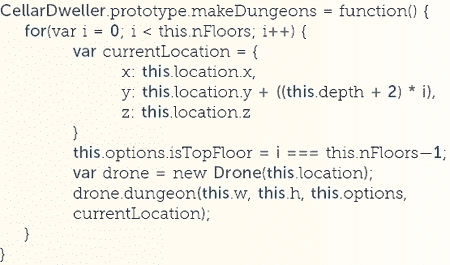 CellarDweller.prototype.makeDungeons = function() {
for(var i = 0; i < this.nFloors; i++) {
var currentLocation = {
x: this.location.x,
y: this.location.y + ((this.depth + 2) * i),
z: this.location.z
}
this.options.isTopFloor = i === this.nFloors—1;
var drone = new Drone(this.location);
drone.dungeon(this.w, this.h, this.options,
currentLocation);
}
}